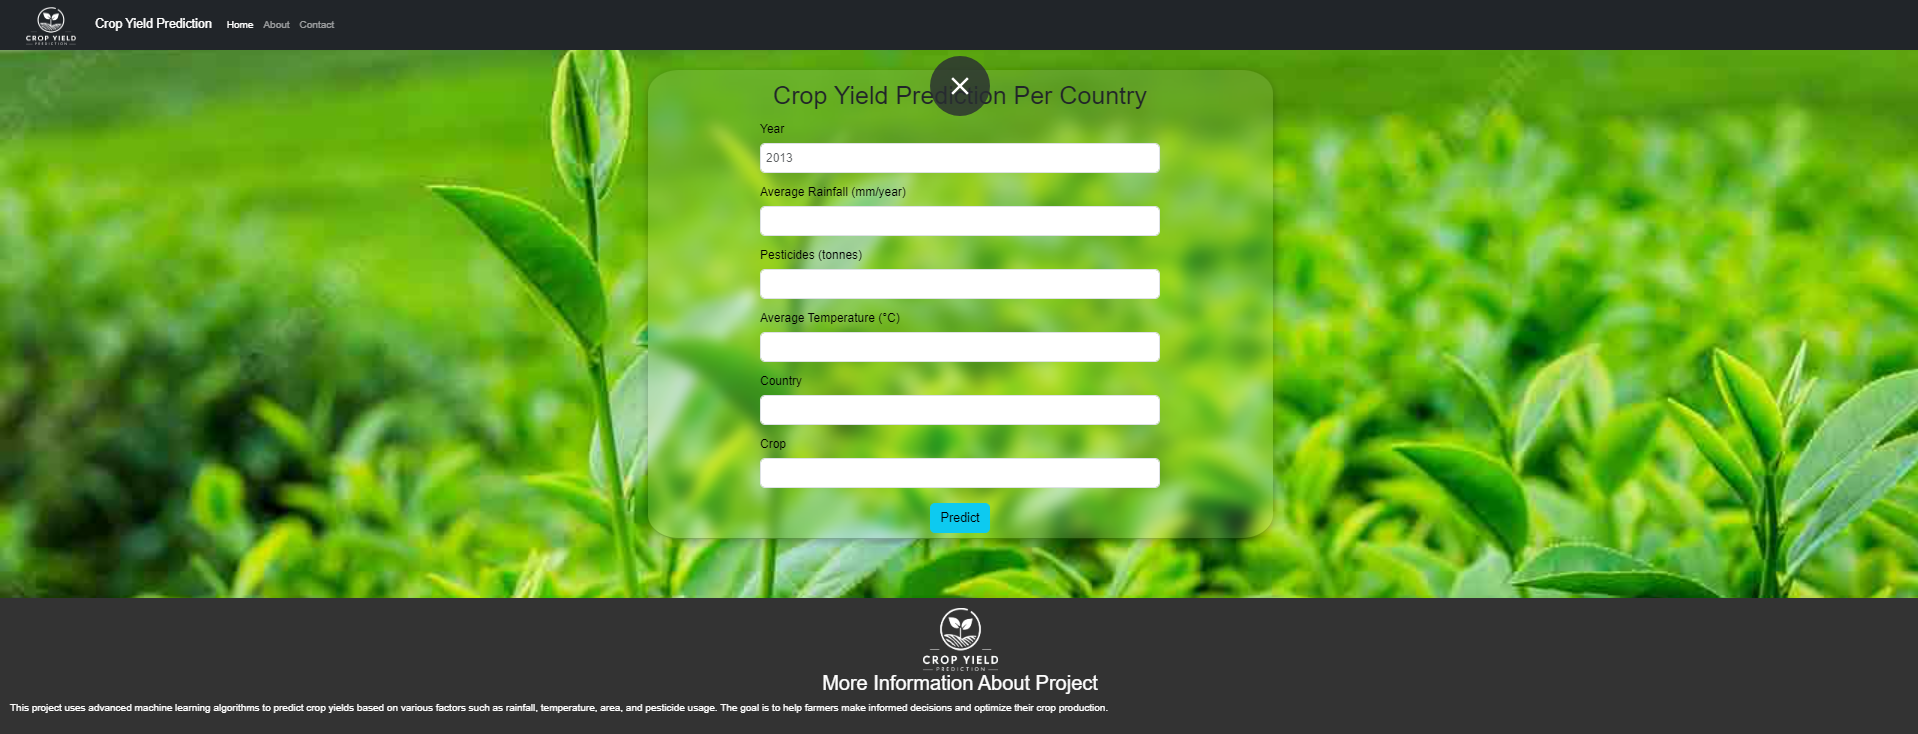 CROP YIELD
PREDICTION
Crop Yield Prediction Home About Contact
Crop Yield Prediction Per Country
Year
2013
Average Rainfall (mm/year)
Pesticides (tonnes)
Average Temperature (°C)
Country
Crop
Predict
CROP YIELD
PREDICTION
More Information About Project
This project uses advanced machine learning algorithms to predict crop yields based on various factors such as rainfall, temperature, area, and pesticide usage. The goal is to help farmers make informed decisions and optimize their crop production.